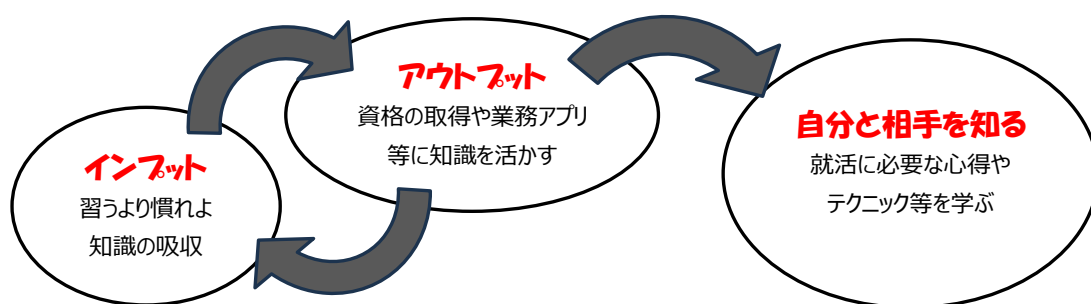 インプット
習うより慣れよ
知識の吸収
アウトプット
資格の取得や業務アプリ
等に知識を活かす
自分と相手を知る
就活に必要な心得や
テクニック等を学ぶ